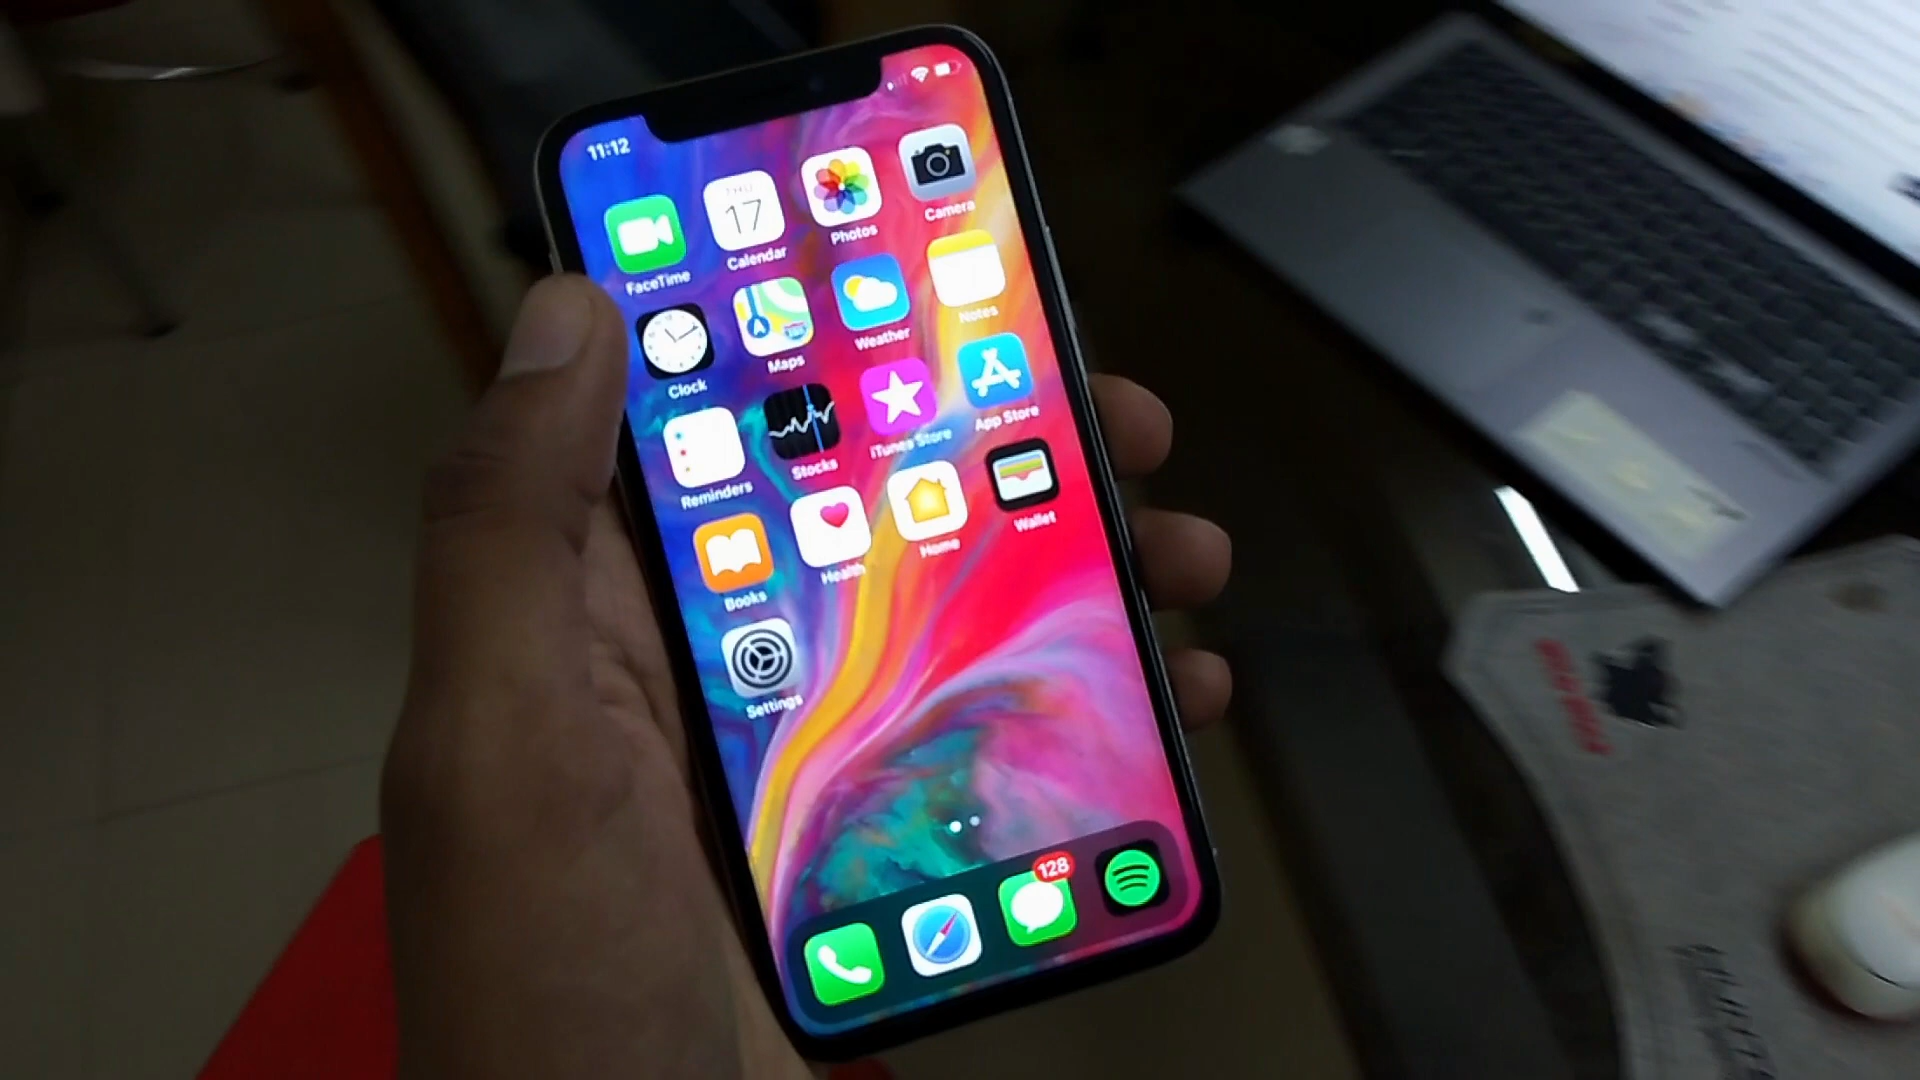 11:12
THU
17
FaceTime
Calendar
Photos
Camera
Clock
Maps
Weather
Notes
Reminders
Stocks
iTunes Store
App Store
Books
Health
Home
Wallet
Settings
128